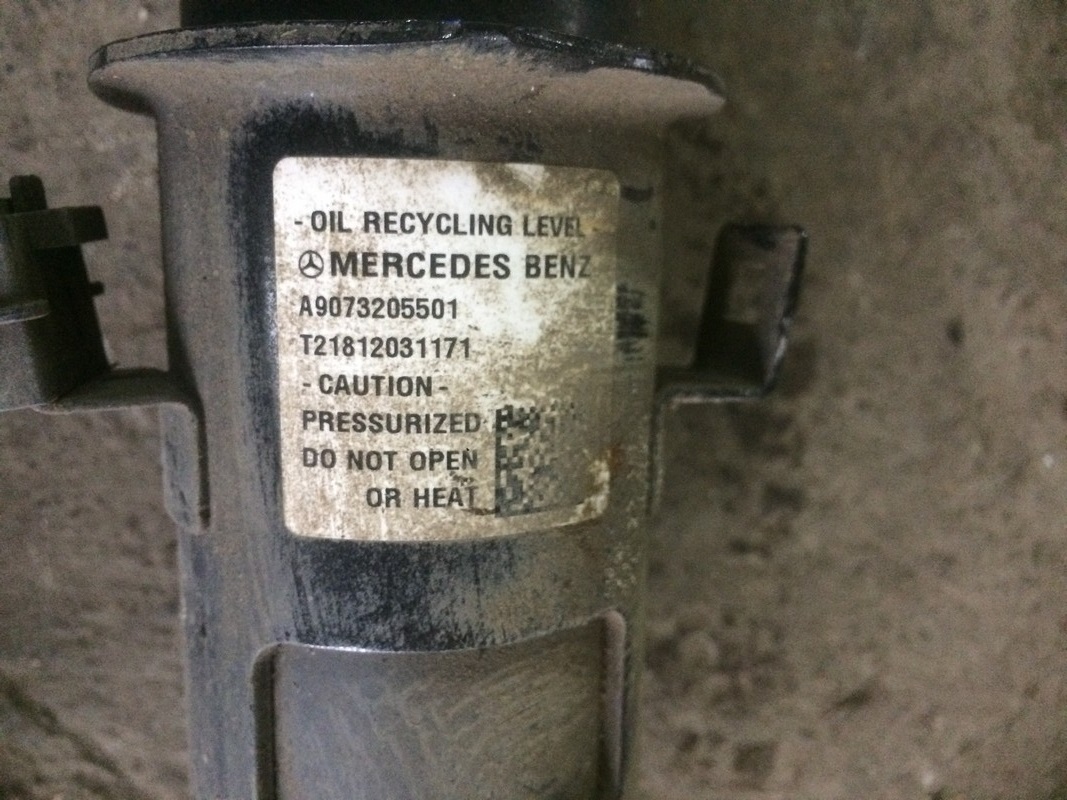 - OIL RECYCLING LEVEL -
MERCEDES BENZ
A9073205501
T21812031171
- CAUTION -
PRESSURIZED
DO NOT OPEN
OR HEAT